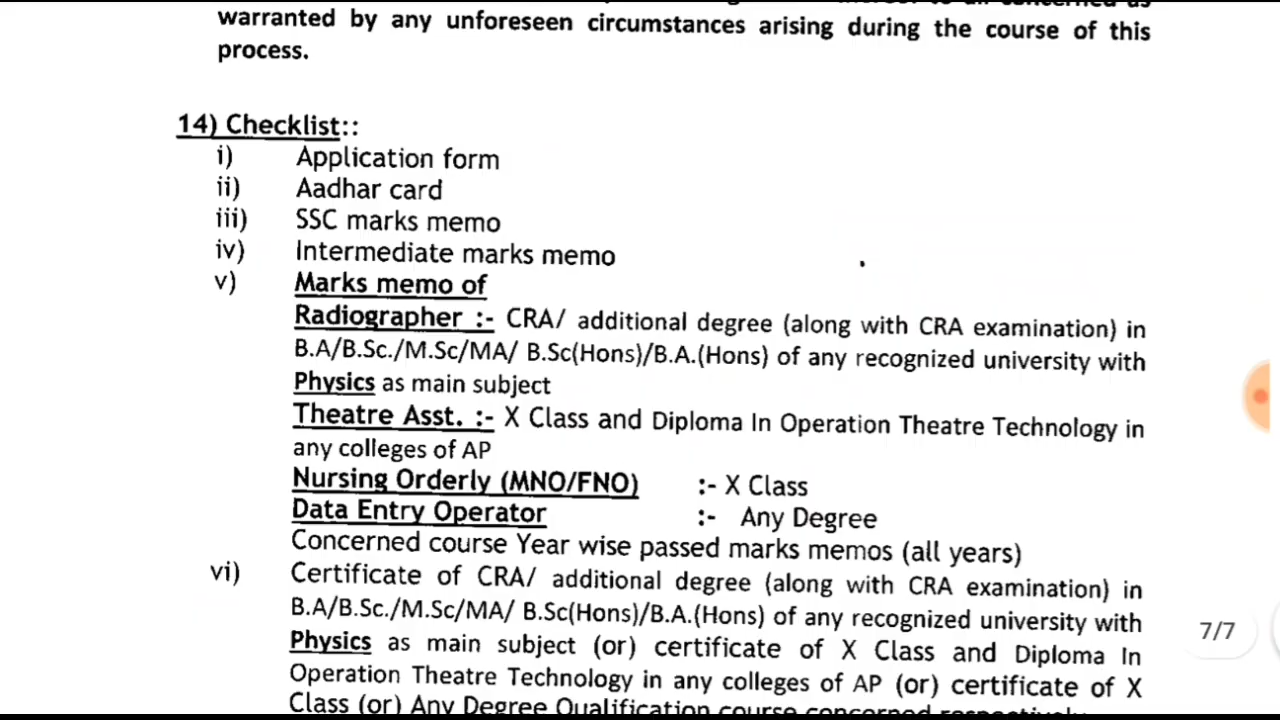 warranted by any unforeseen circumstances arising during the course of this
process.
14) Checklist::
i) Application form
ii) Aadhar card
iii) SSC marks memo
iv) Intermediate marks memo
v) Marks memo of
Radiographer :- CRA/ additional degree (along with CRA examination) in
B.A/B.Sc./M.Sc/MA/ B.Sc(Hons)/B.A.(Hons) of any recognized university with
Physics as main subject
Theatre Asst. :- X Class and Diploma In Operation Theatre Technology in
any colleges of AP
Nursing Orderly (MNO/FNO) :- X Class
Data Entry Operator :- Any Degree
Concerned course Year wise passed marks memos (all years)
vi) Certificate of CRA/ additional degree (along with CRA examination) in
B.A/B.Sc./M.Sc/MA/ B.Sc(Hons)/B.A.(Hons) of any recognized university with
Physics as main subject (or) certificate of X Class and Diploma In
Operation Theatre Technology in any colleges of AP (or) certificate of X
Class (or) Any Degree Qualification course concerned respectively
7/7